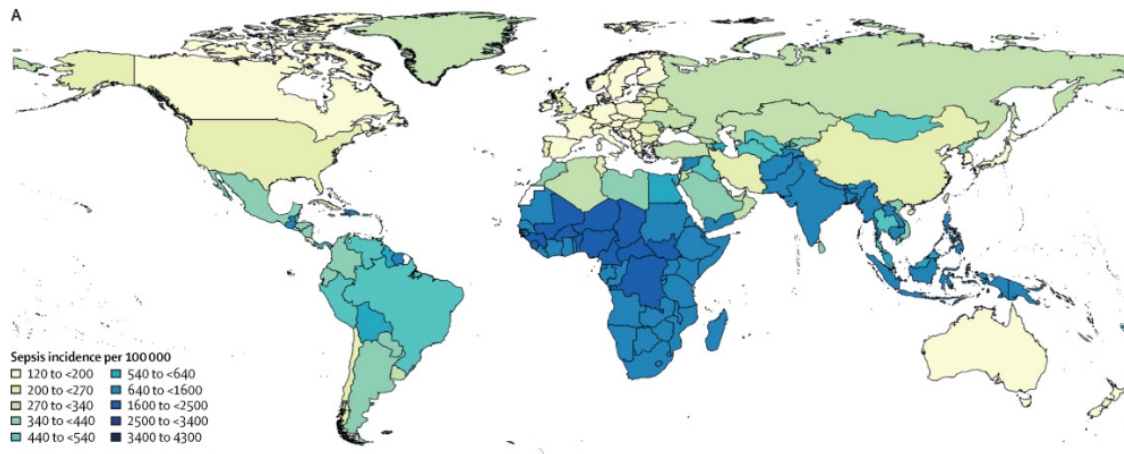 A
Sepsis incidence per 100 000
120 to <200
200 to <270
270 to <340
340 to <440
440 to <540
540 to <640
640 to <1600
1600 to <2500
2500 to <3400
3400 to 4300